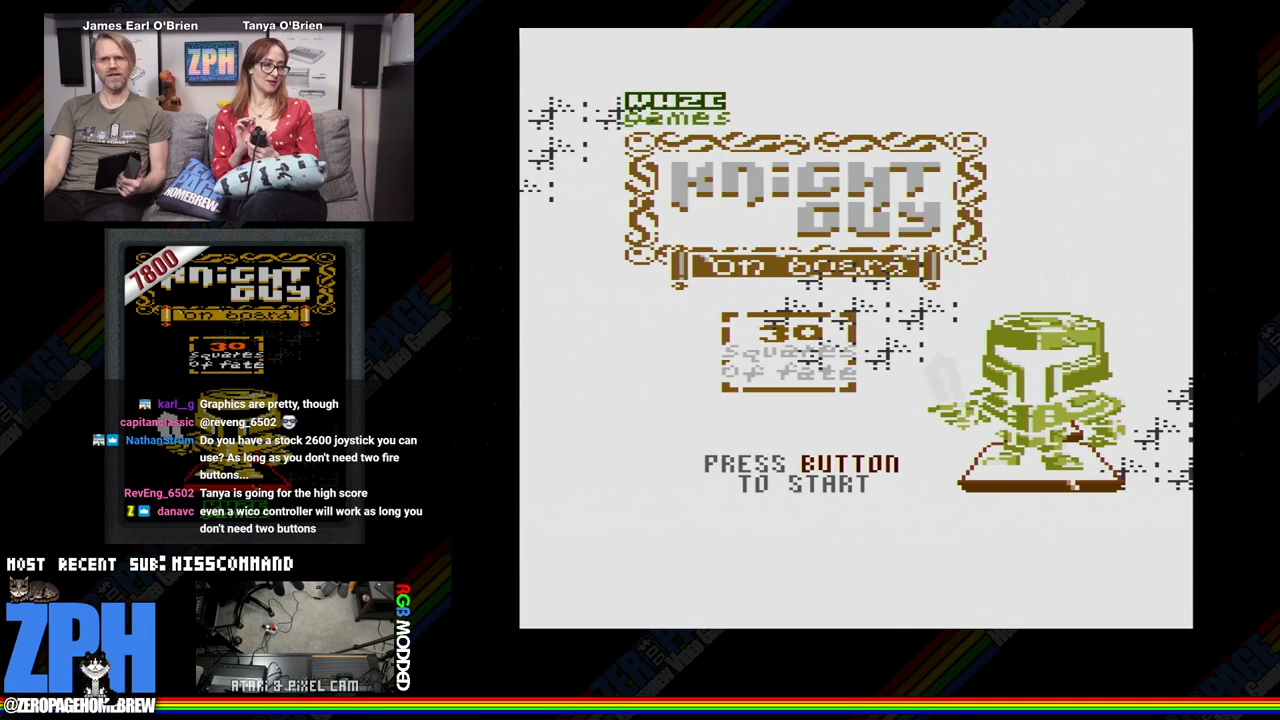 James Earl O'Brien
Tanya O'Brien
ZPH
HOMEBREW
7800
KNIGHT
GUY
On board
30
squares
Of fate
karl__g Graphics are pretty, though
capitanclassic @reveng_6502
NathanStrum Do you have a stock 2600 joystick you can
use? As long as you don't need two fire
buttons...
RevEng_6502 Tanya is going for the high score
Z danavc even a wico controller will work as long you
don't need two buttons
MOST RECENT SUB: MISSCOMMAND
ZPH
@ZEROPAGEHOMEBREW
ATARI & PIXEL CAM
RGB MODDED
games
KNIGHT
GUY
On board
30
squares
Of fate
PRESS BUTTON
TO START